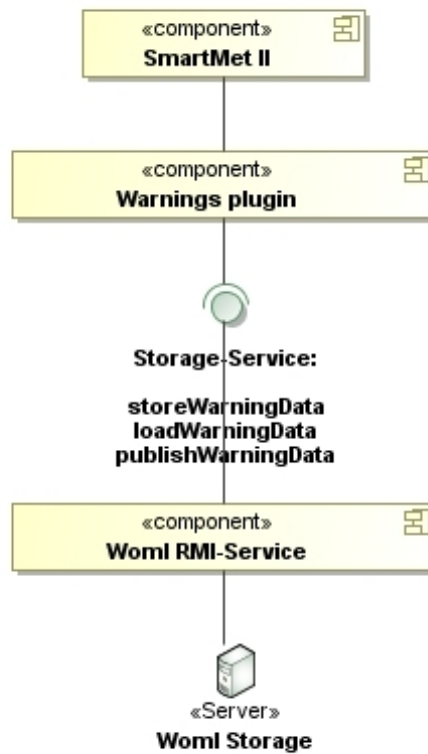 «component»
SmartMet II
«component»
Warnings plugin
Storage-Service:
storeWarningData
loadWarningData
publishWarningData
«component»
Woml RMI-Service
«Server»
Woml Storage